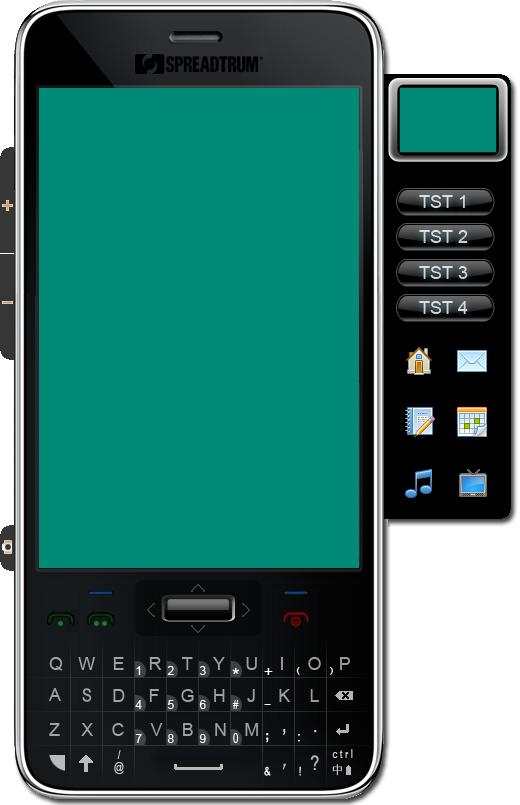 SPREADTRUM
TST 1
TST 2
TST 3
TST 4
+
−
Q W E 1 R 2 T 3 Y * U + I ( O ) P
A S D 4 F 5 G 6 H # J _ K L
Z X C 7 V 8 B 9 N 0 M ; , : .
/ @ & ' ! ? ctrl 中